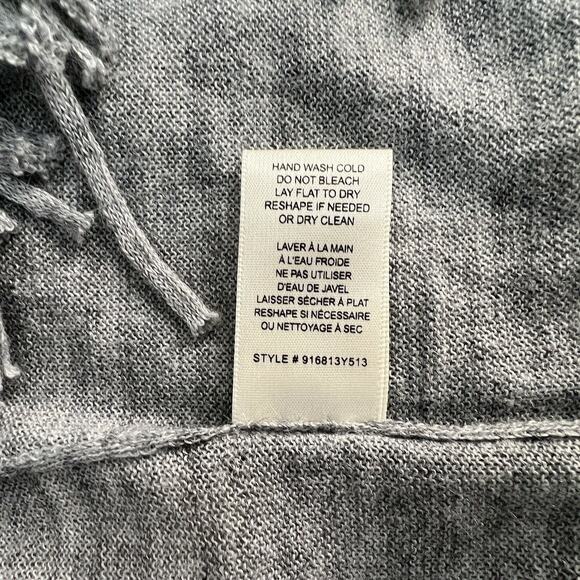 HAND WASH COLD
DO NOT BLEACH
LAY FLAT TO DRY
RESHAPE IF NEEDED
OR DRY CLEAN
LAVER À LA MAIN
À L'EAU FROIDE
NE PAS UTILISER
D'EAU DE JAVEL
LAISSER SÉCHER À PLAT
RESHAPE SI NÉCESSAIRE
OU NETTOYAGE À SEC
STYLE # 916813Y513